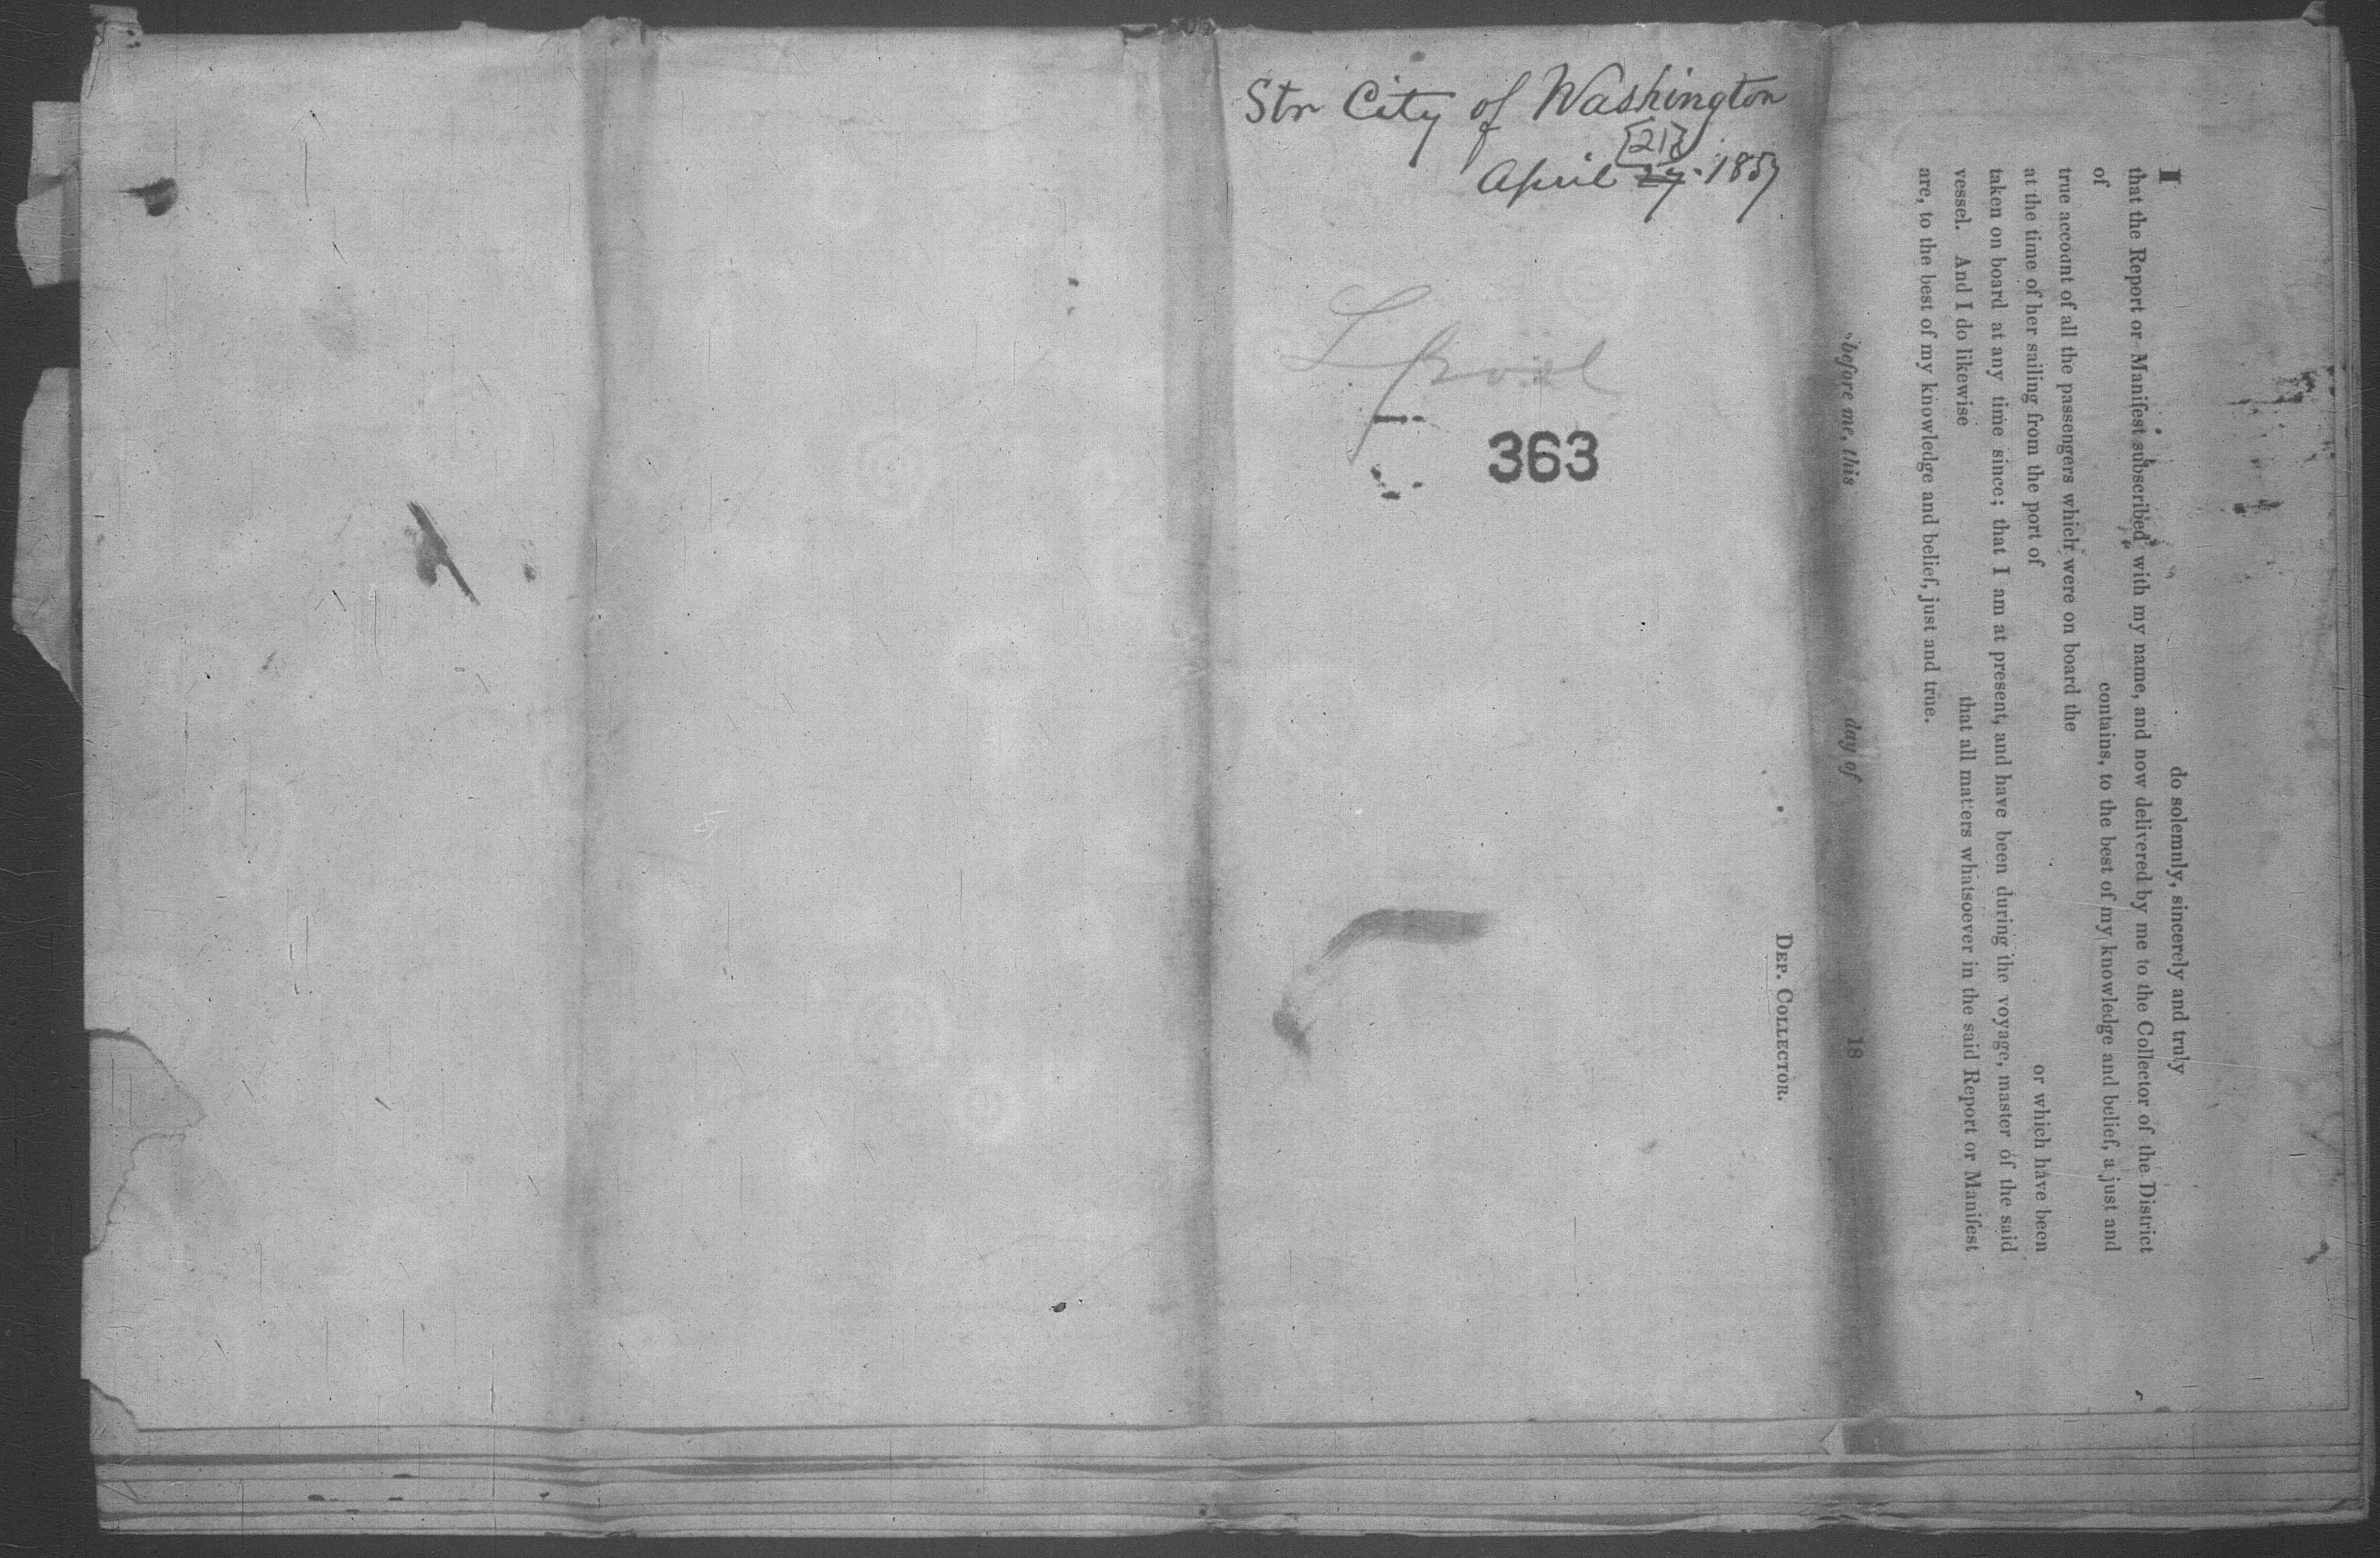 Str City of Washington
[21]
April 27. 1857
L pool
363
I do solemnly, sincerely and truly
that the Report or Manifest subscribed with my name, and now delivered by me to the Collector of the District
of contains, to the best of my knowledge and belief, a just and
true account of all the passengers which were on board the
at the time of her sailing from the port of or which have been
taken on board at any time since; that I am at present, and have been during the voyage, master of the said
vessel. And I do likewise that all matters whatsoever in the said Report or Manifest
are, to the best of my knowledge and belief, just and true.
before me, this day of 18
DEP. COLLECTOR.